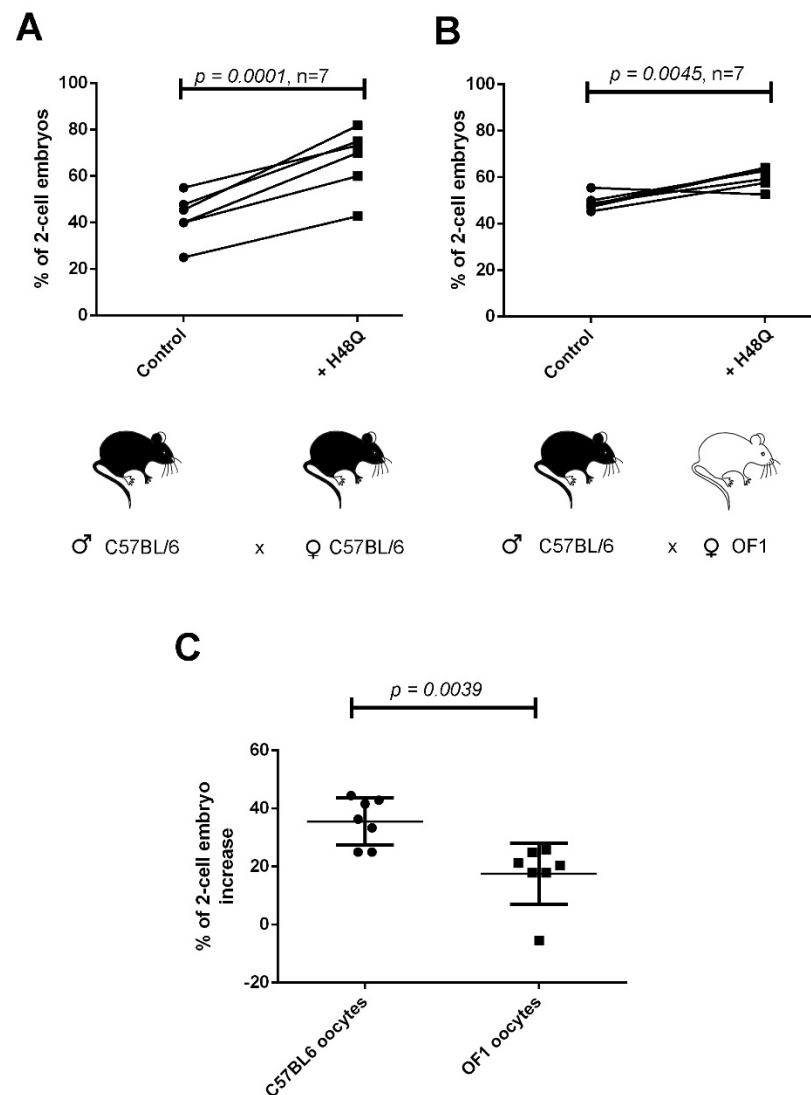 A
p = 0.0001, n=7
100
80
60
40
20
0
% of 2-cell embryos
Control
+ H48Q
♂ C57BL/6 x ♀ C57BL/6
B
p = 0.0045, n=7
100
80
60
40
20
0
% of 2-cell embryos
Control
+ H48Q
♂ C57BL/6 x ♀ OF1
C
p = 0.0039
60
40
20
0
-20
% of 2-cell embryo
increase
C57BL6 oocytes
OF1 oocytes